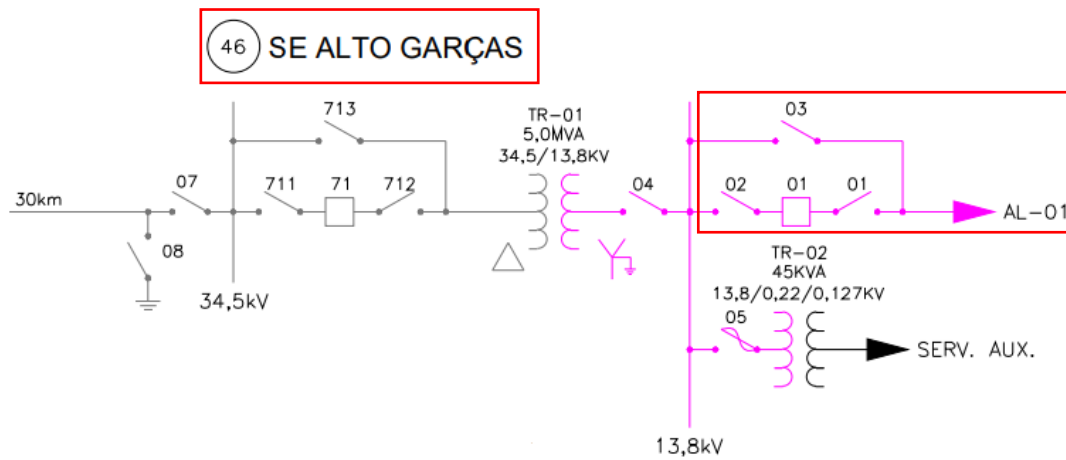 46 SE ALTO GARÇAS
713
TR-01
5,0MVA
34,5/13,8KV
03
30km
07
711
71
712
04
02
01
01
AL-01
08
34,5kV
TR-02
45KVA
13,8/0,22/0,127KV
05
SERV. AUX.
13,8kV